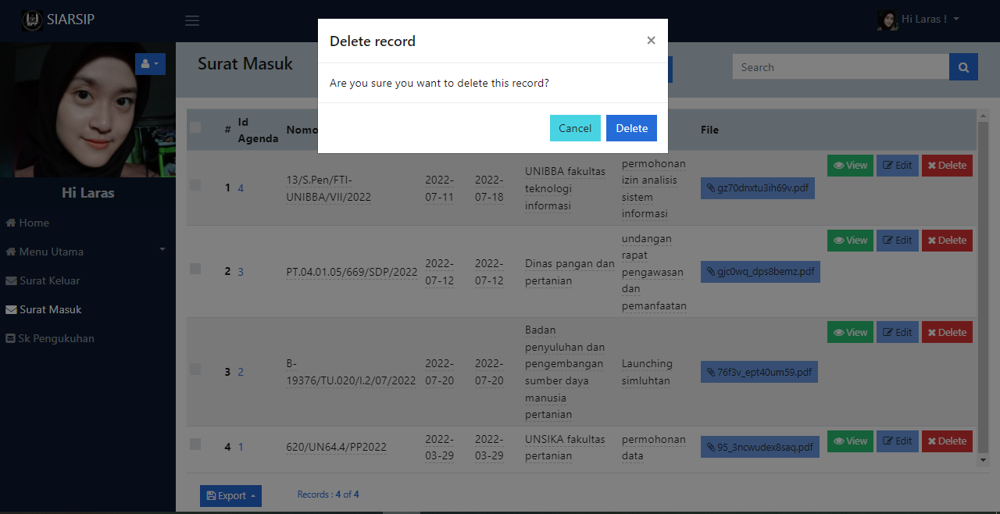 SIARSIP
Hi Laras !
Delete record
×
Surat Masuk
Search
Are you sure you want to delete this record?
Cancel
Delete
Hi Laras
Home
Menu Utama
Surat Keluar
Surat Masuk
Sk Pengukuhan
#
Id
Agenda
Nomo
File
1
4
13/S.Pen/FTI-
UNIBBA/VII/2022
2022-
07-11
2022-
07-18
UNIBBA fakultas
teknologi
informasi
permohonan
izin analisis
sistem
informasi
gz70dnxtu3ih69v.pdf
View
Edit
Delete
2
3
PT.04.01.05/669/SDP/2022
2022-
07-12
2022-
07-12
Dinas pangan dan
pertanian
undangan
rapat
pengawasan
dan
pemanfaatan
gjc0wq_dps8bemz.pdf
View
Edit
Delete
3
2
B-
19376/TU.020/I.2/07/2022
2022-
07-20
2022-
07-20
Badan
penyuluhan dan
pengembangan
sumber daya
manusia
pertanian
Launching
simluhtan
76f3v_ept40um59.pdf
View
Edit
Delete
4
1
620/UN64.4/PP2022
2022-
03-29
2022-
03-29
UNSIKA fakultas
pertanian
permohonan
data
95_3ncwudex8saq.pdf
View
Edit
Delete
Export
Records : 4 of 4